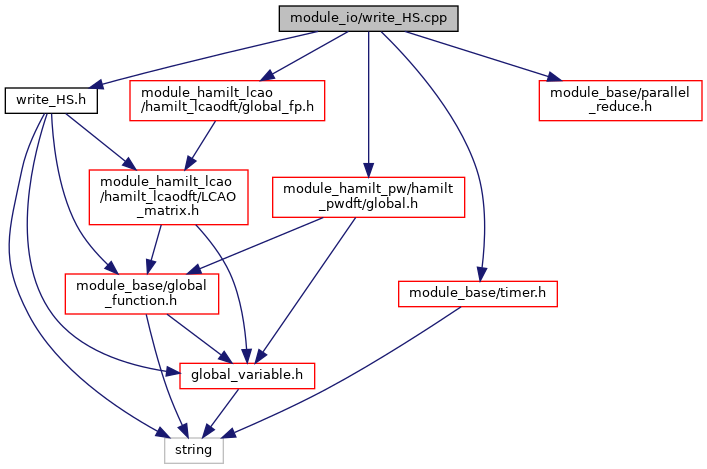 module_io/write_HS.cpp
write_HS.h
module_hamilt_lcao
/hamilt_lcaodft/global_fp.h
module_base/parallel
_reduce.h
module_hamilt_lcao
/hamilt_lcaodft/LCAO
_matrix.h
module_hamilt_pw/hamilt
_pwdft/global.h
module_base/global
_function.h
module_base/timer.h
global_variable.h
string